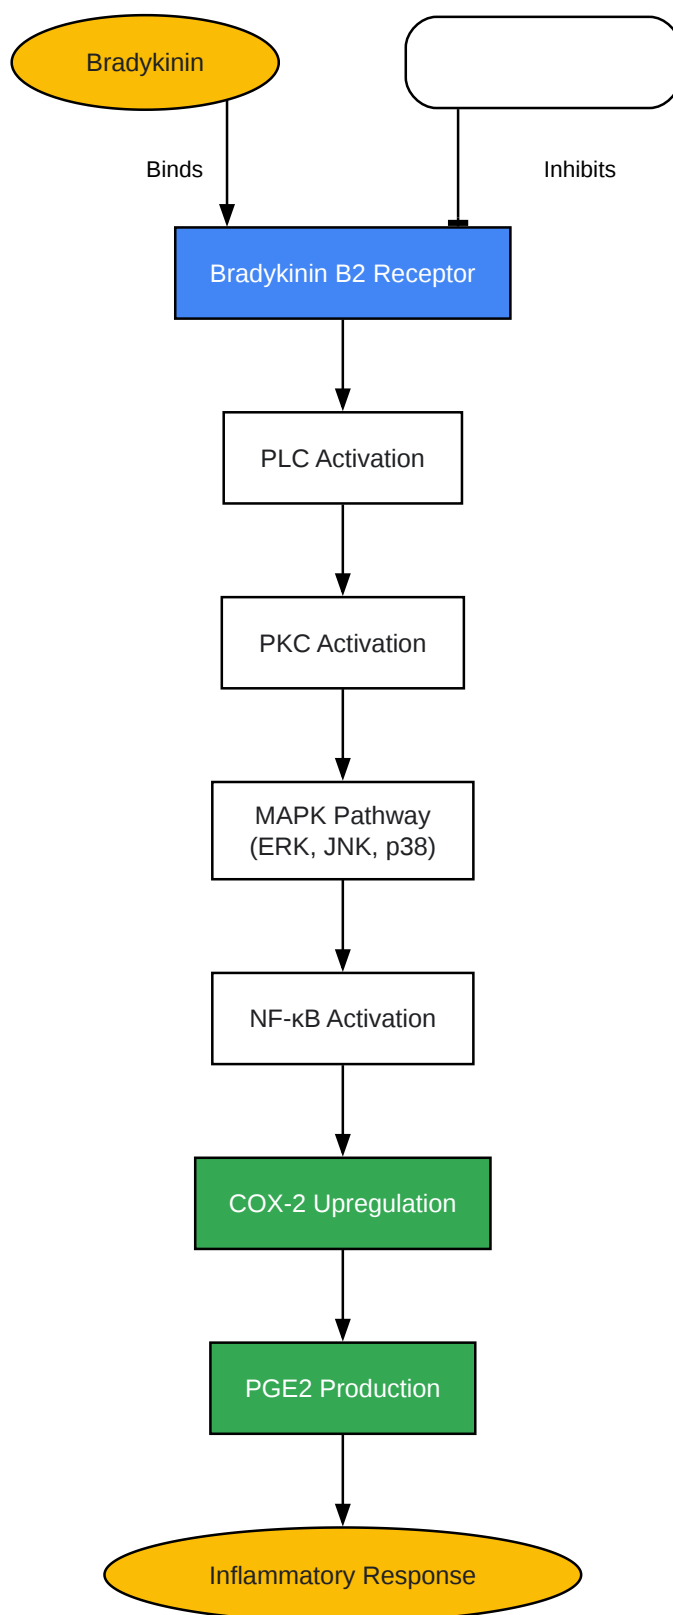 Bradykinin
Binds
Inhibits
Bradykinin B2 Receptor
PLC Activation
PKC Activation
MAPK Pathway
(ERK, JNK, p38)
NF-κB Activation
COX-2 Upregulation
PGE2 Production
Inflammatory Response